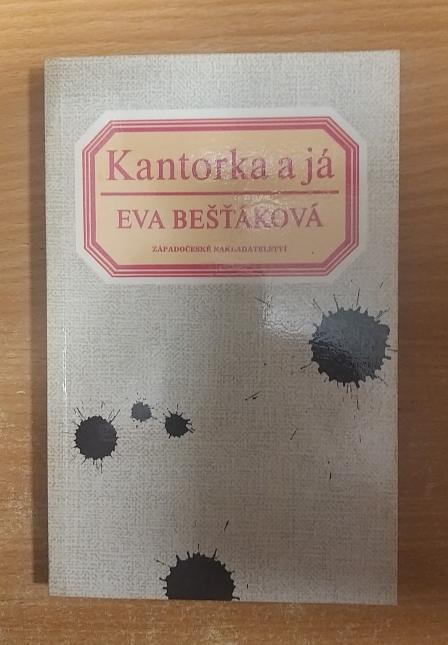 Kantorka a já
EVA BEŠŤÁKOVÁ
ZÁPADOČESKÉ NAKLADATELSTVÍ